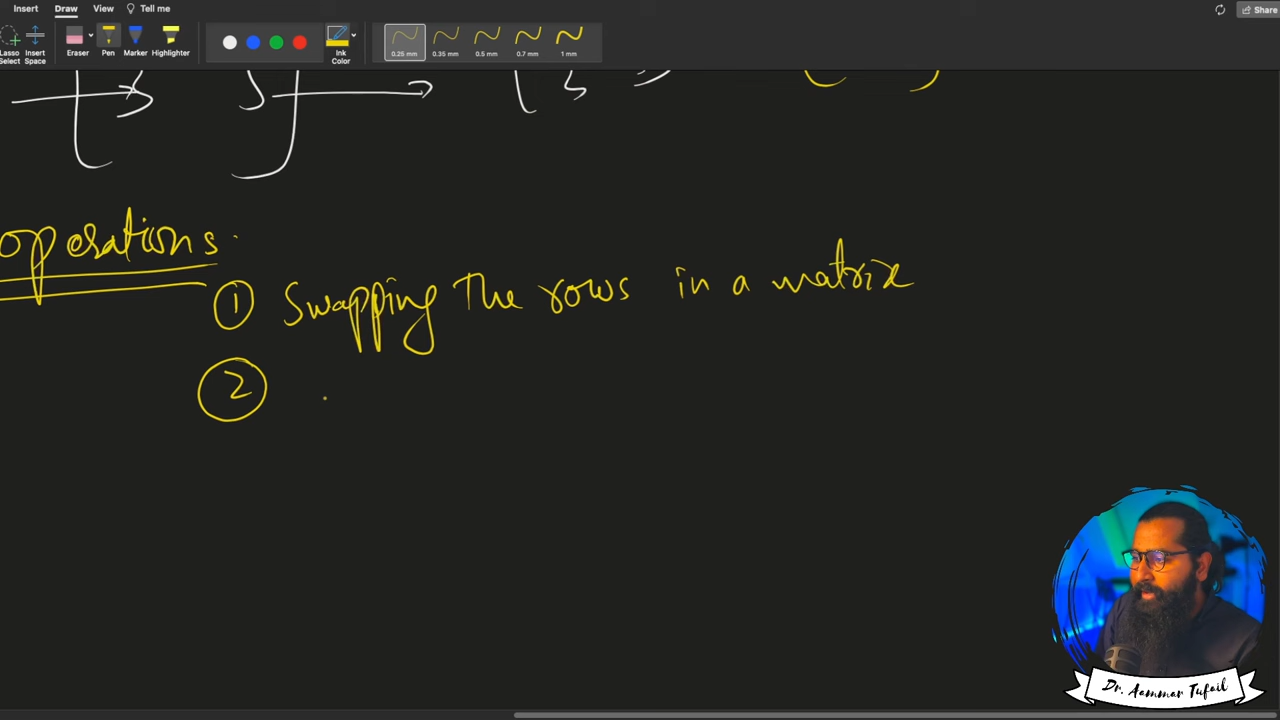 Insert Draw View Tell me
Share
Lasso Select Insert Space Eraser Pen Marker Highlighter Ink Color 0.25 mm 0.35 mm 0.5 mm 0.7 mm 1 mm
operations.
① Swapping the rows in a matrix
②
Dr. Aammar Tufail